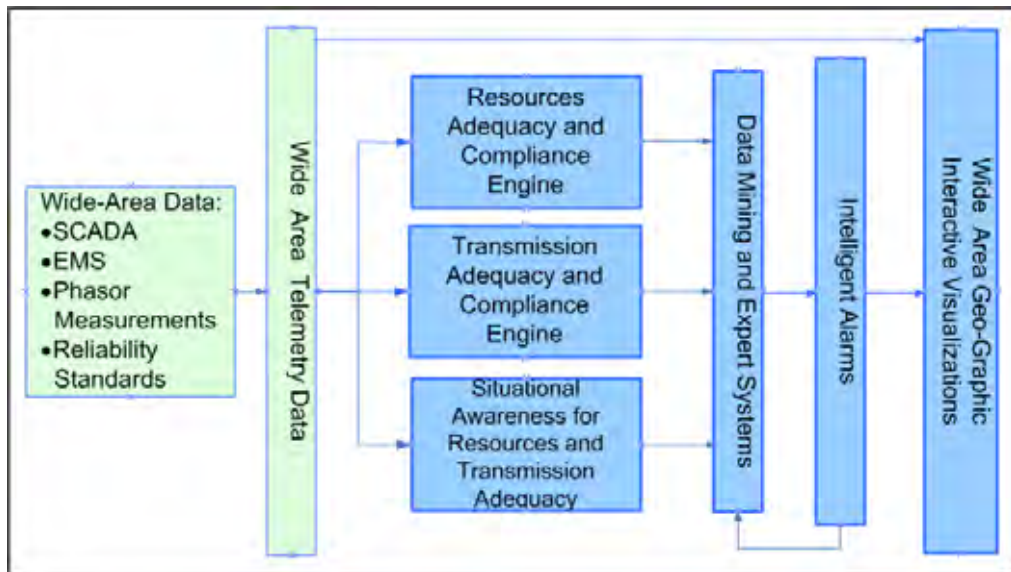 Wide-Area Data:
•SCADA
•EMS
•Phasor
Measurements
•Reliability
Standards
Wide Area Telemetry Data
Resources
Adequacy and
Compliance
Engine
Transmission
Adequacy and
Compliance
Engine
Situational
Awareness for
Resources and
Transmission
Adequacy
Data Mining and Expert Systems
Intelligent Alarms
Wide Area Geo-Graphic
Interactive Visualizations